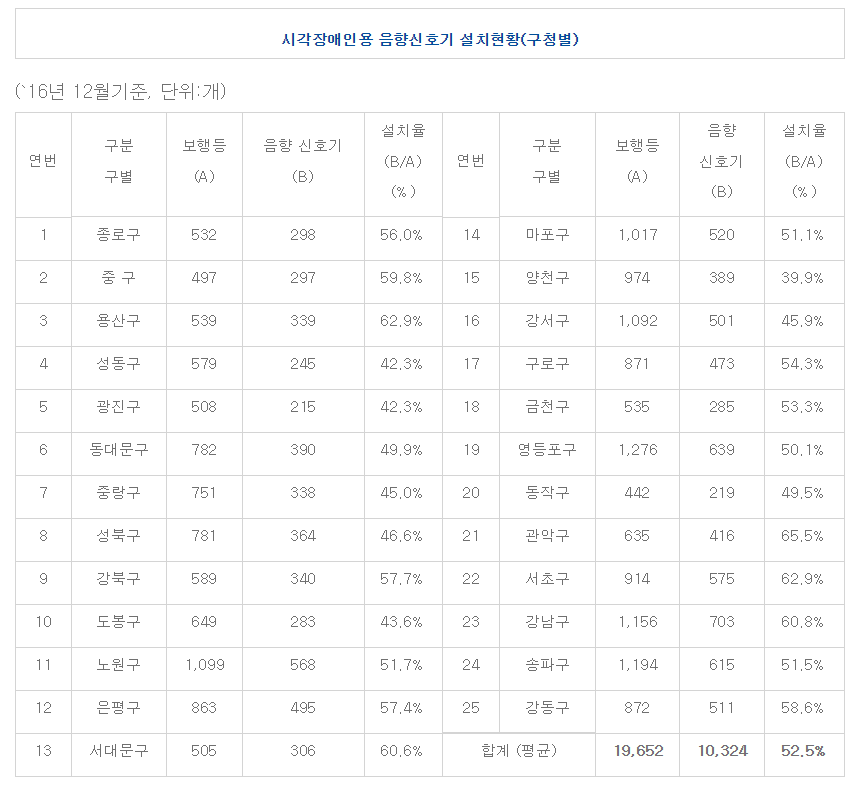 시각장애인용 음향신호기 설치현황(구청별)
(`16년 12월기준, 단위:개)
연번 구분 구별 보행등 (A) 음향 신호기 (B) 설치율 (B/A) (%) 연번 구분 구별 보행등 (A) 음향 신호기 (B) 설치율 (B/A) (%)
1 종로구 532 298 56.0% 14 마포구 1,017 520 51.1%
2 중 구 497 297 59.8% 15 양천구 974 389 39.9%
3 용산구 539 339 62.9% 16 강서구 1,092 501 45.9%
4 성동구 579 245 42.3% 17 구로구 871 473 54.3%
5 광진구 508 215 42.3% 18 금천구 535 285 53.3%
6 동대문구 782 390 49.9% 19 영등포구 1,276 639 50.1%
7 중랑구 751 338 45.0% 20 동작구 442 219 49.5%
8 성북구 781 364 46.6% 21 관악구 635 416 65.5%
9 강북구 589 340 57.7% 22 서초구 914 575 62.9%
10 도봉구 649 283 43.6% 23 강남구 1,156 703 60.8%
11 노원구 1,099 568 51.7% 24 송파구 1,194 615 51.5%
12 은평구 863 495 57.4% 25 강동구 872 511 58.6%
13 서대문구 505 306 60.6% 합계 (평균) 19,652 10,324 52.5%